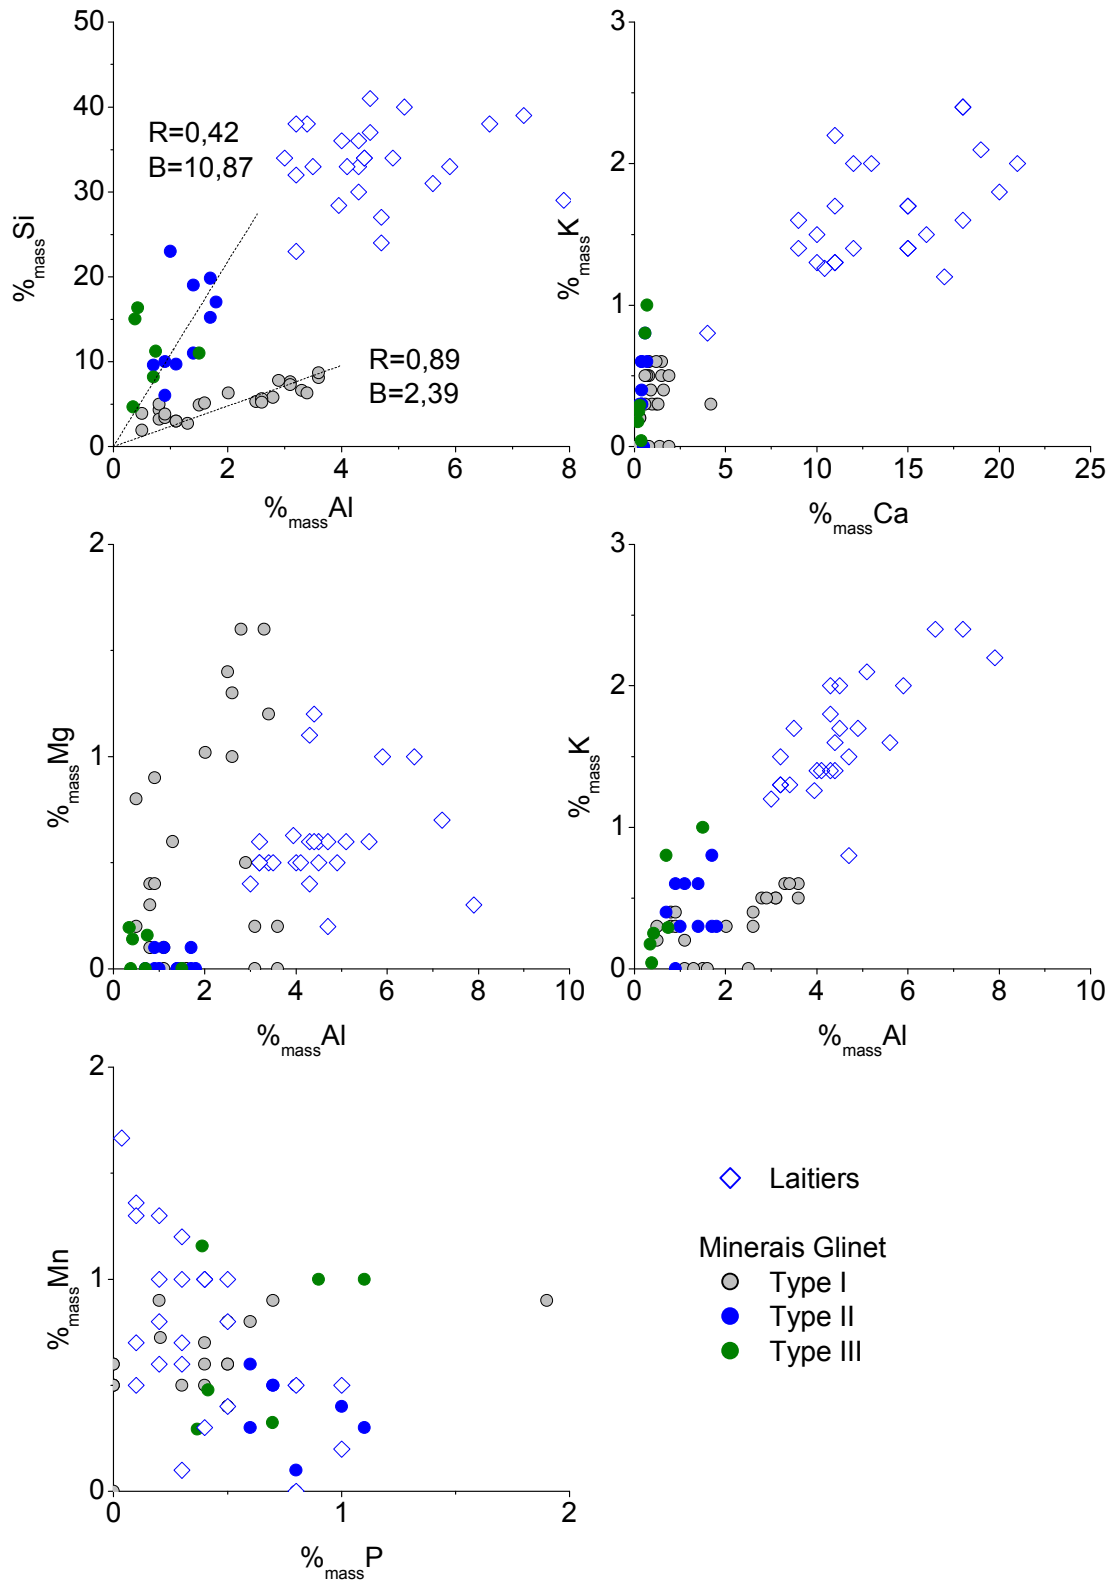 50
40
30
20
10
0
%massSi
R=0,42
B=10,87
R=0,89
B=2,39
0 2 4 6 8
%massAl
3
2
1
0
%massK
0 5 10 15 20 25
%massCa
2
1
0
%massMg
0 2 4 6 8 10
%massAl
3
2
1
0
%massK
0 2 4 6 8 10
%massAl
2
1
0
%massMn
0 1 2
%massP
Laitiers
Minerais Glinet
Type I
Type II
Type III